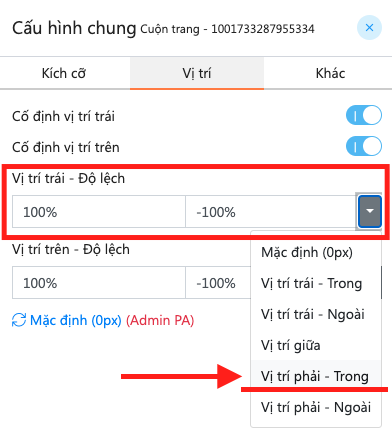 Cấu hình chung Cuộn trang - 1001733287955334
Kích cỡ Vị trí Khác
Cố định vị trí trái
Cố định vị trí trên
Vị trí trái - Độ lệch
100% -100%
Vị trí trên - Độ lệch
100% -100%
Mặc định (0px) (Admin PA)
Mặc định (0px)
Vị trí trái - Trong
Vị trí trái - Ngoài
Vị trí giữa
Vị trí phải - Trong
Vị trí phải - Ngoài